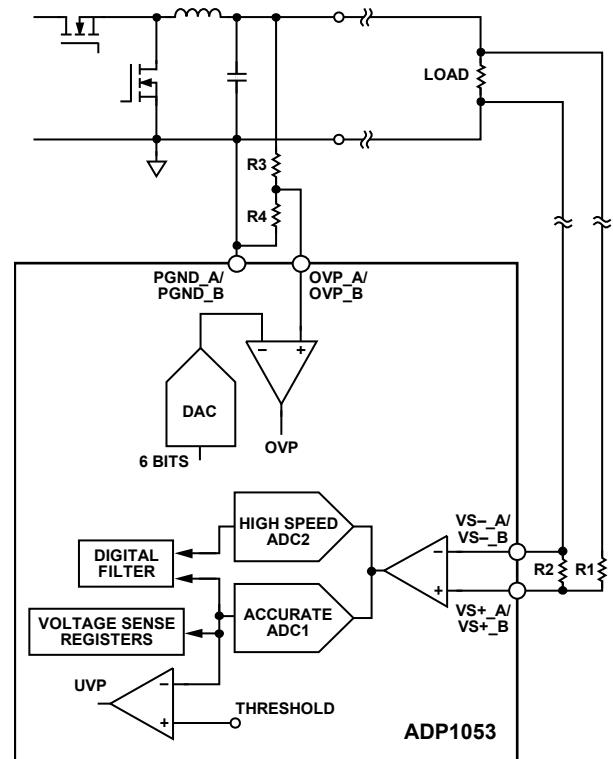 LOAD
R3
R4
PGND_A/
PGND_B
OVP_A/
OVP_B
–
+
DAC
6 BITS
OVP
HIGH SPEED
ADC2
VS–_A/
VS–_B
–
DIGITAL
FILTER
R2
R1
+
ACCURATE
ADC1
VS+_A/
VS+_B
VOLTAGE SENSE
REGISTERS
UVP
–
+
THRESHOLD
ADP1053